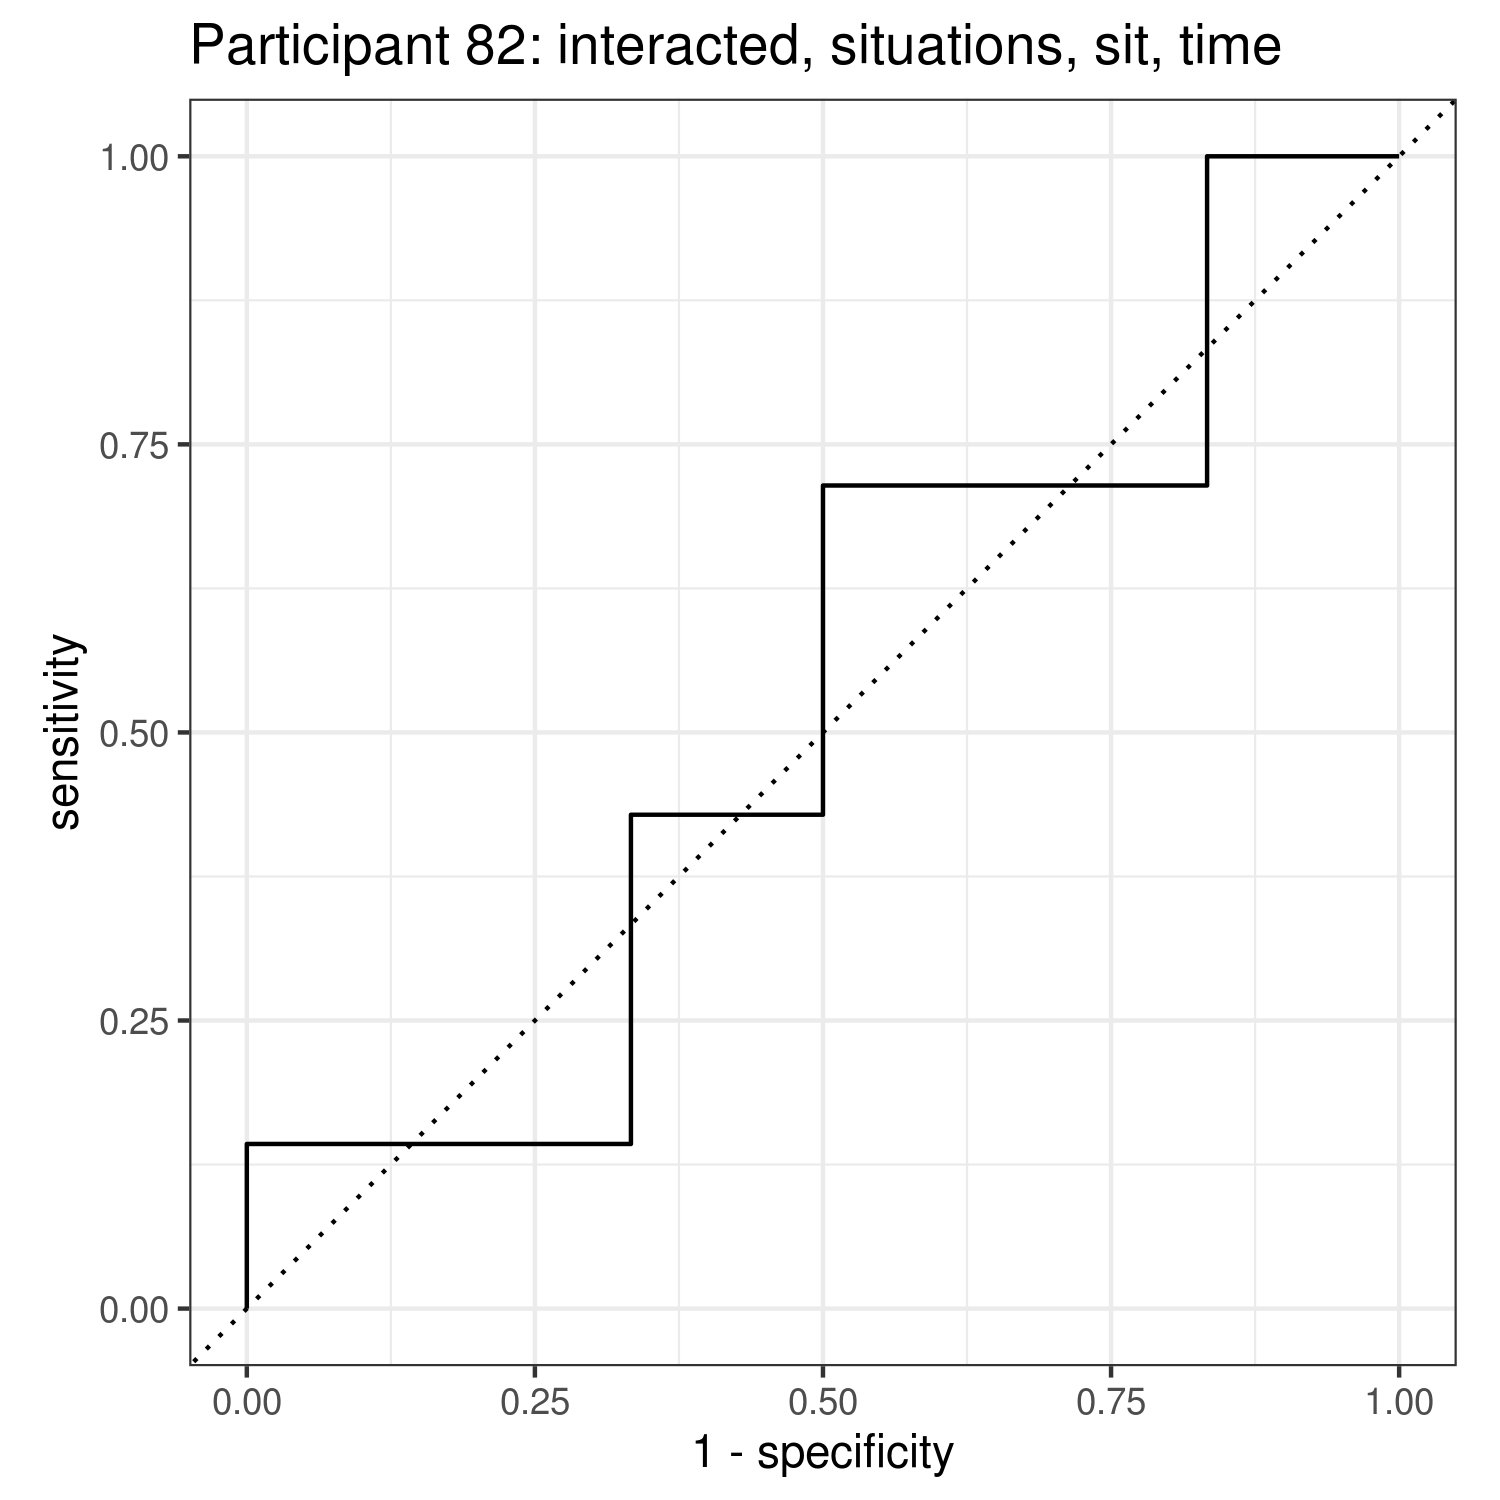 Participant 82: interacted, situations, sit, time
1.00
0.75
0.50
0.25
0.00
sensitivity
0.00 0.25 0.50 0.75 1.00
1 - specificity